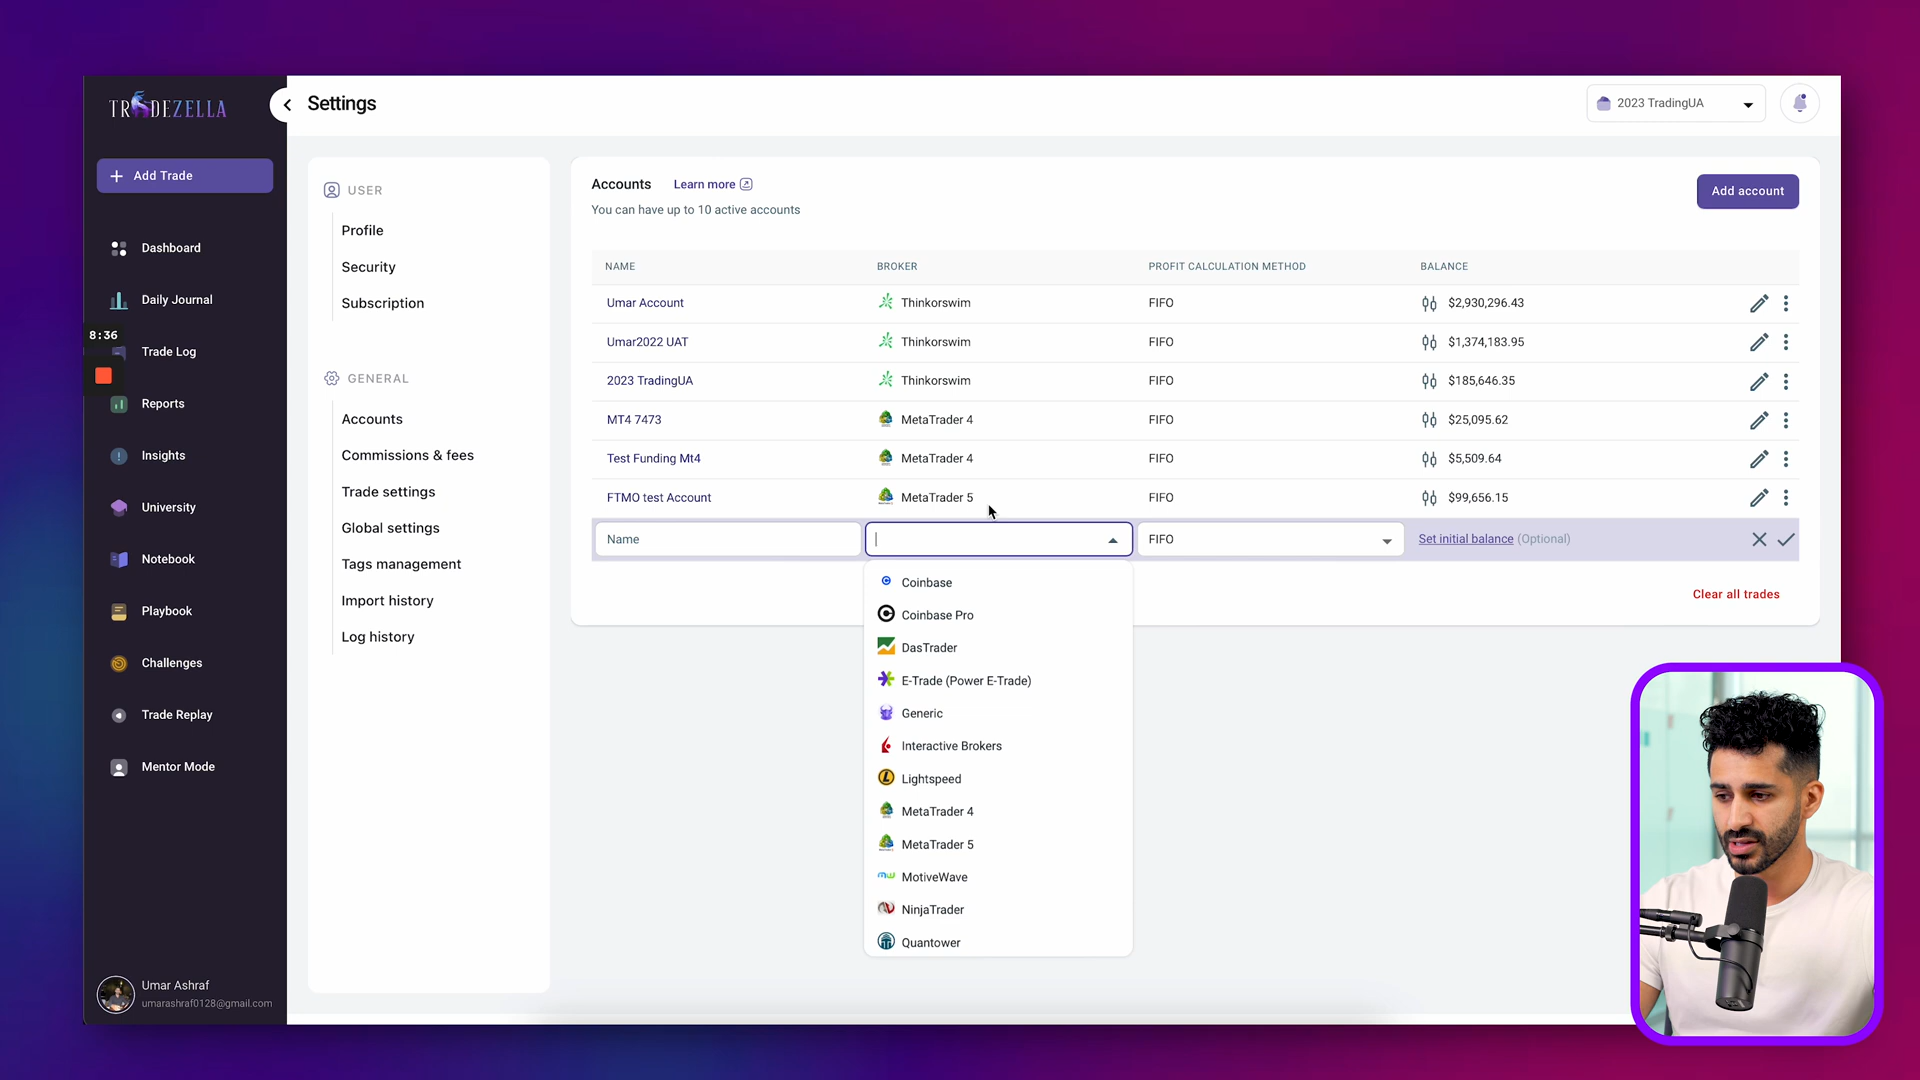 TRADEZELLA
Settings
2023 TradingUA
Add Trade
Dashboard
Daily Journal
8:36
Trade Log
Reports
Insights
University
Notebook
Playbook
Challenges
Trade Replay
Mentor Mode
Umar Ashraf
umarashraf0128@gmail.com
USER
Profile
Security
Subscription
GENERAL
Accounts
Commissions & fees
Trade settings
Global settings
Tags management
Import history
Log history
Accounts Learn more
You can have up to 10 active accounts
Add account
NAME BROKER PROFIT CALCULATION METHOD BALANCE
Umar Account Thinkorswim FIFO $2,930,296.43
Umar2022 UAT Thinkorswim FIFO $1,374,183.95
2023 TradingUA Thinkorswim FIFO $185,646.35
MT4 7473 MetaTrader 4 FIFO $25,095.62
Test Funding Mt4 MetaTrader 4 FIFO $5,509.64
FTMO test Account MetaTrader 5 FIFO $99,656.15
Name FIFO Set initial balance (Optional)
Clear all trades
Coinbase
Coinbase Pro
DasTrader
E-Trade (Power E-Trade)
Generic
Interactive Brokers
Lightspeed
MetaTrader 4
MetaTrader 5
MotiveWave
NinjaTrader
Quantower